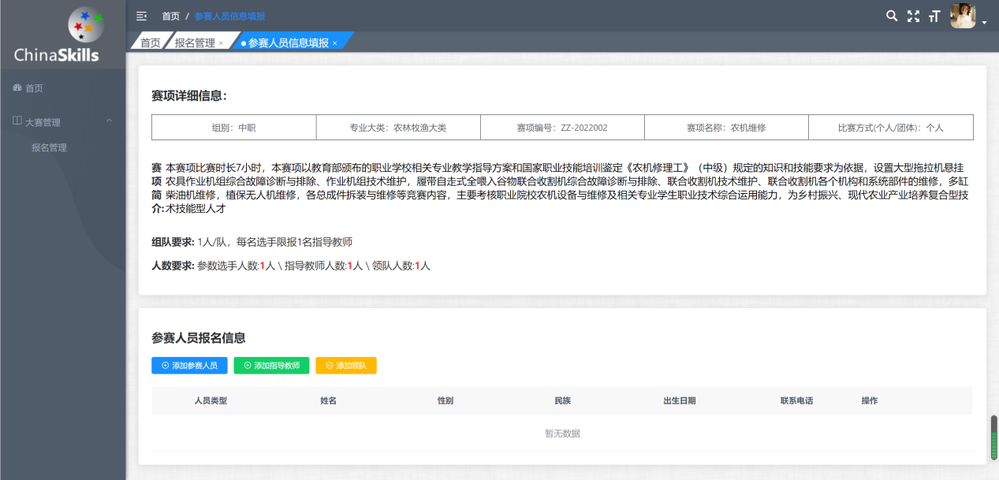 首页 / 参赛人员信息填报
首页 报名管理 × 参赛人员信息填报 ×
ChinaSkills
首页
大赛管理
报名管理
赛项详细信息:
组别: 中职 专业大类: 农林牧渔大类 赛项编号: ZZ-2022002 赛项名称: 农机维修 比赛方式(个人/团体): 个人
赛 本赛项比赛时长7小时，本赛项以教育部颁布的职业学校相关专业教学指导方案和国家职业技能培训鉴定《农机修理工》（中级）规定的知识和技能要求为依据，设置大型拖拉机悬挂
项 农具作业机组综合故障诊断与排除、作业机组技术维护，履带自走式全喂入谷物联合收割机综合故障诊断与排除、联合收割机技术维护、联合收割机各个机构和系统部件的维修，多缸
简 柴油机维修，植保无人机维修，各总成件拆装与维修等竞赛内容，主要考核职业院校农机设备与维修及相关专业学生职业技术综合运用能力，为乡村振兴、现代农业产业培养复合型技
介: 术技能型人才
组队要求: 1人/队，每名选手限报1名指导教师
人数要求: 参数选手人数:1人 \ 指导教师人数:1人 \ 领队人数:1人
参赛人员报名信息
添加参赛人员 添加指导教师 添加领队
人员类型 姓名 性别 民族 出生日期 联系电话 操作
暂无数据